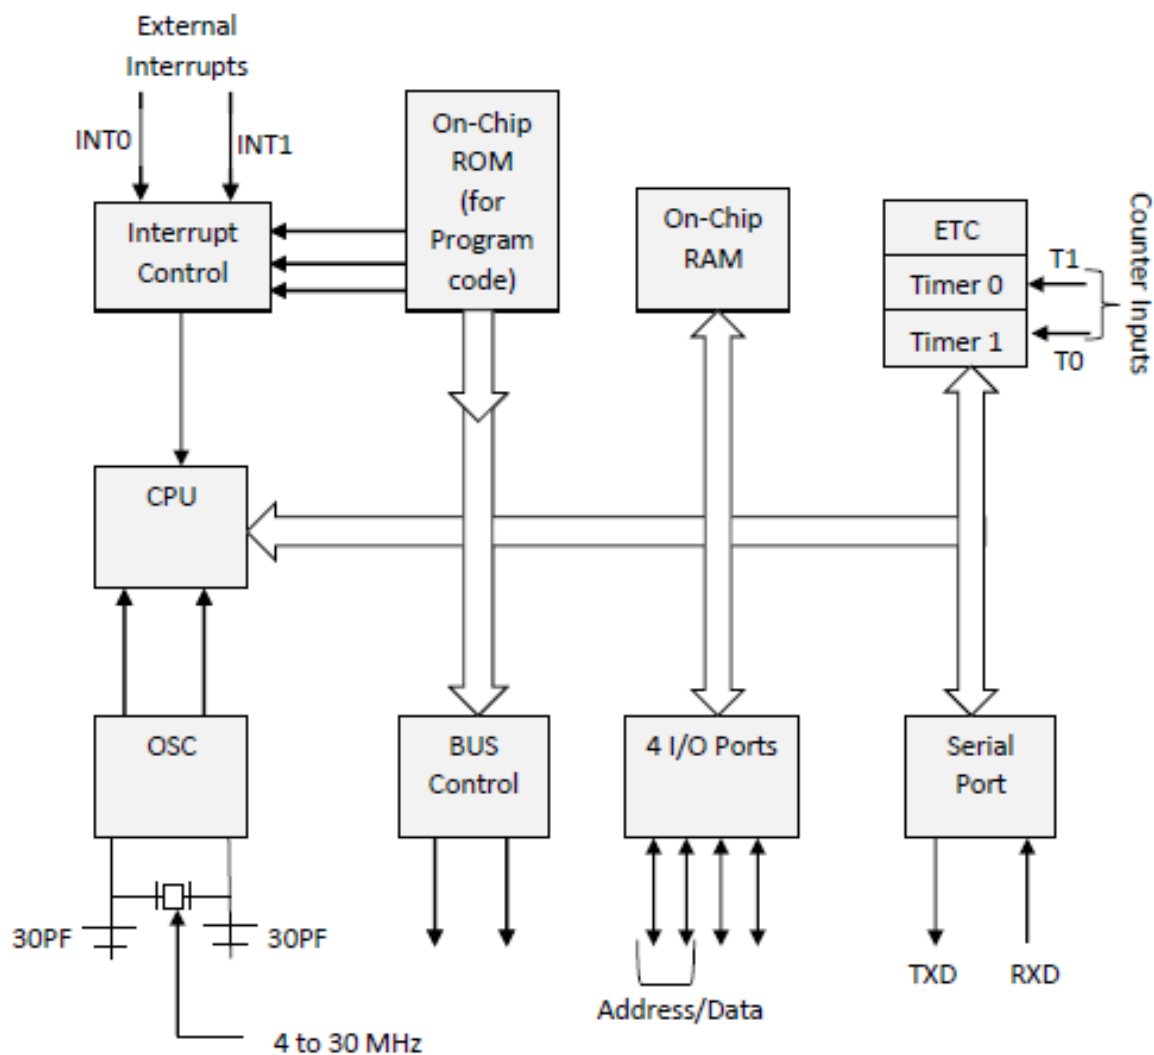 External
Interrupts
INT0
INT1
On-Chip
ROM
(for
Program
code)
Interrupt
Control
On-Chip
RAM
ETC
Timer 0
Timer 1
T1
T0
Counter Inputs
CPU
OSC
BUS
Control
4 I/O Ports
Serial
Port
30PF
30PF
Address/Data
TXD
RXD
4 to 30 MHz